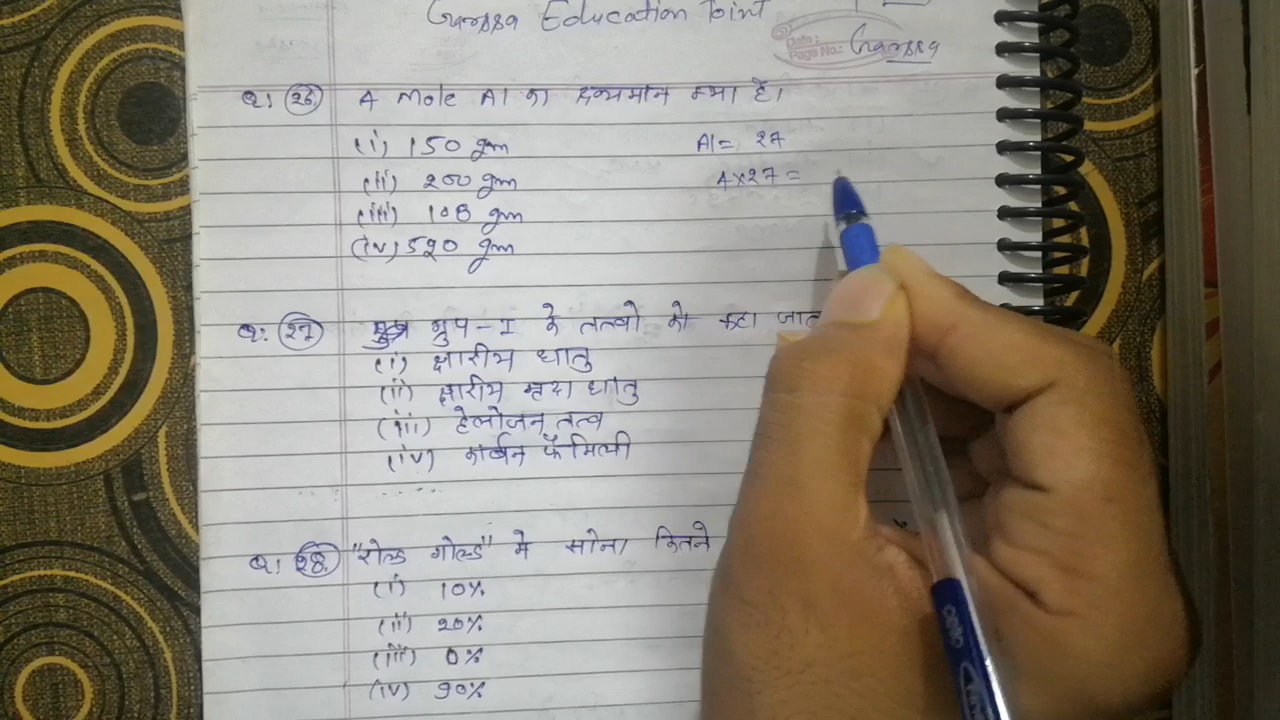 Education Point
Date :
Page No.:
Q. 26. 4 Mole Al का द्रव्यमान क्या है।
(i) 150 gm
Al = 27
(ii) 200 gm
4×27 =
(iii) 108 gm
(iv) 520 gm
Q. 27 ग्रुप-I के तत्वो को कहा
(i) क्षारीय धातु
(ii) क्षारीय मृदा धातु
(iii) हेलोजन तत्व
(iv) कार्बन फैमिली
Q. 28. "रोल्ड गोल्ड" मे सोना कितने
(i) 10%
(ii) 20%
(iii) 0%
(iv) 90%